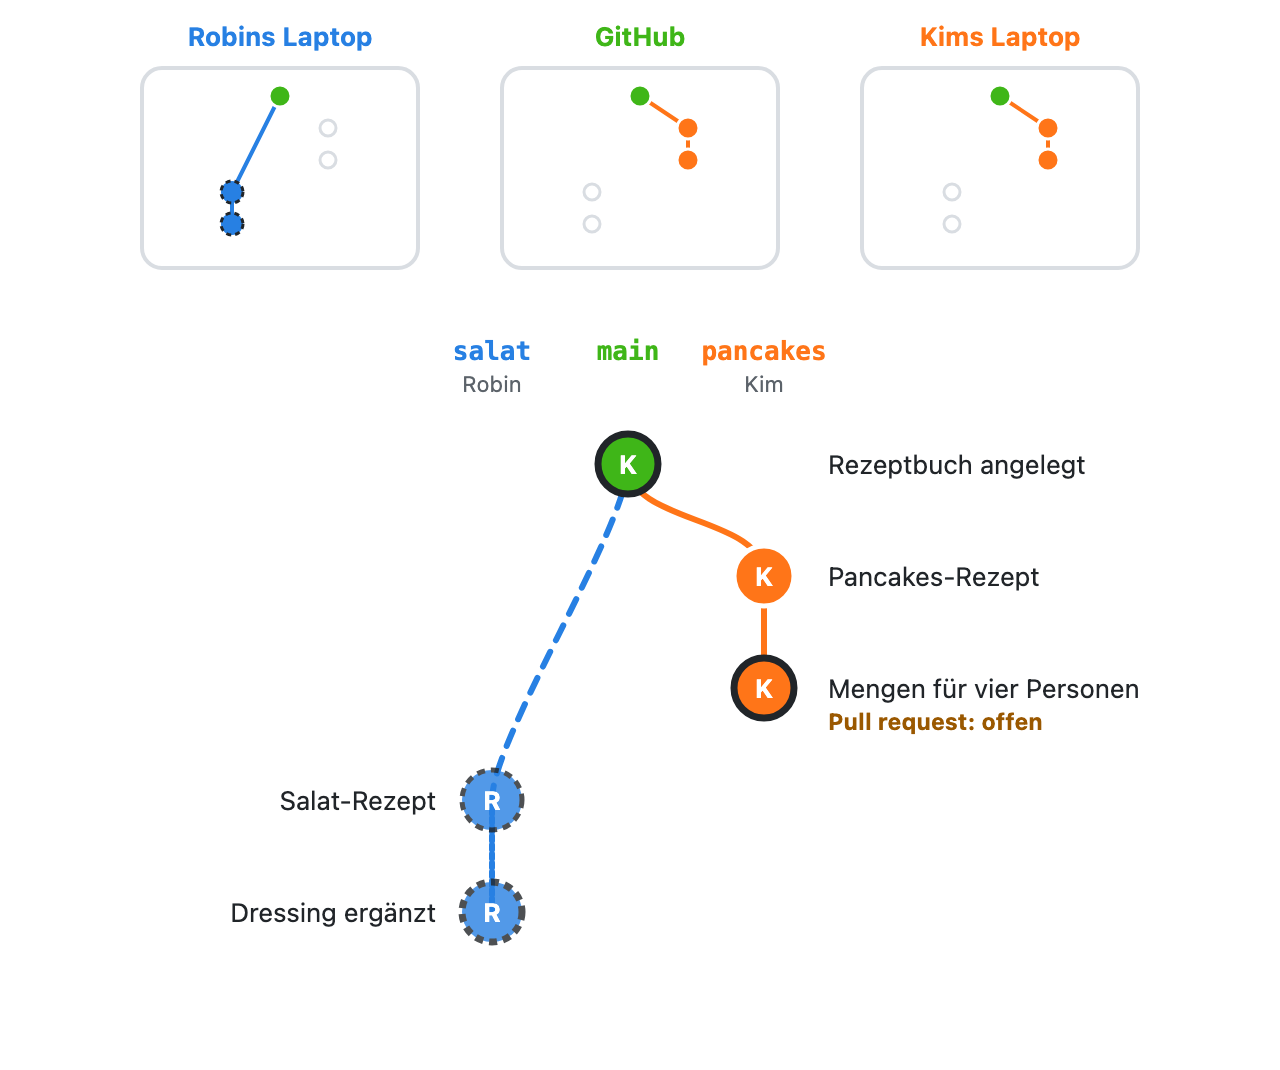 Robins Laptop
GitHub
Kims Laptop
salat
main
pancakes
Robin
Kim
K
Rezeptbuch angelegt
K
Pancakes-Rezept
K
Mengen für vier Personen
Pull request: offen
Salat-Rezept
R
Dressing ergänzt
R